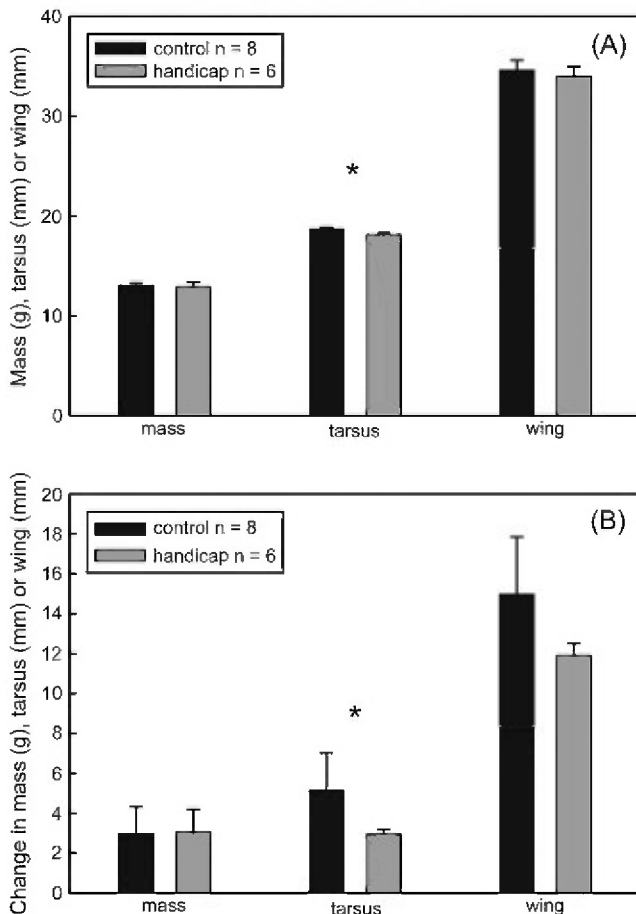 Mass (g), tarsus (mm) or wing (mm)
40
30
20
10
0
control n = 8
handicap n = 6
(A)
*
mass
tarsus
wing
Change in mass (g), tarsus (mm) or wing (mm)
20
18
16
14
12
10
8
6
4
2
0
control n = 8
handicap n = 6
(B)
*
mass
tarsus
wing